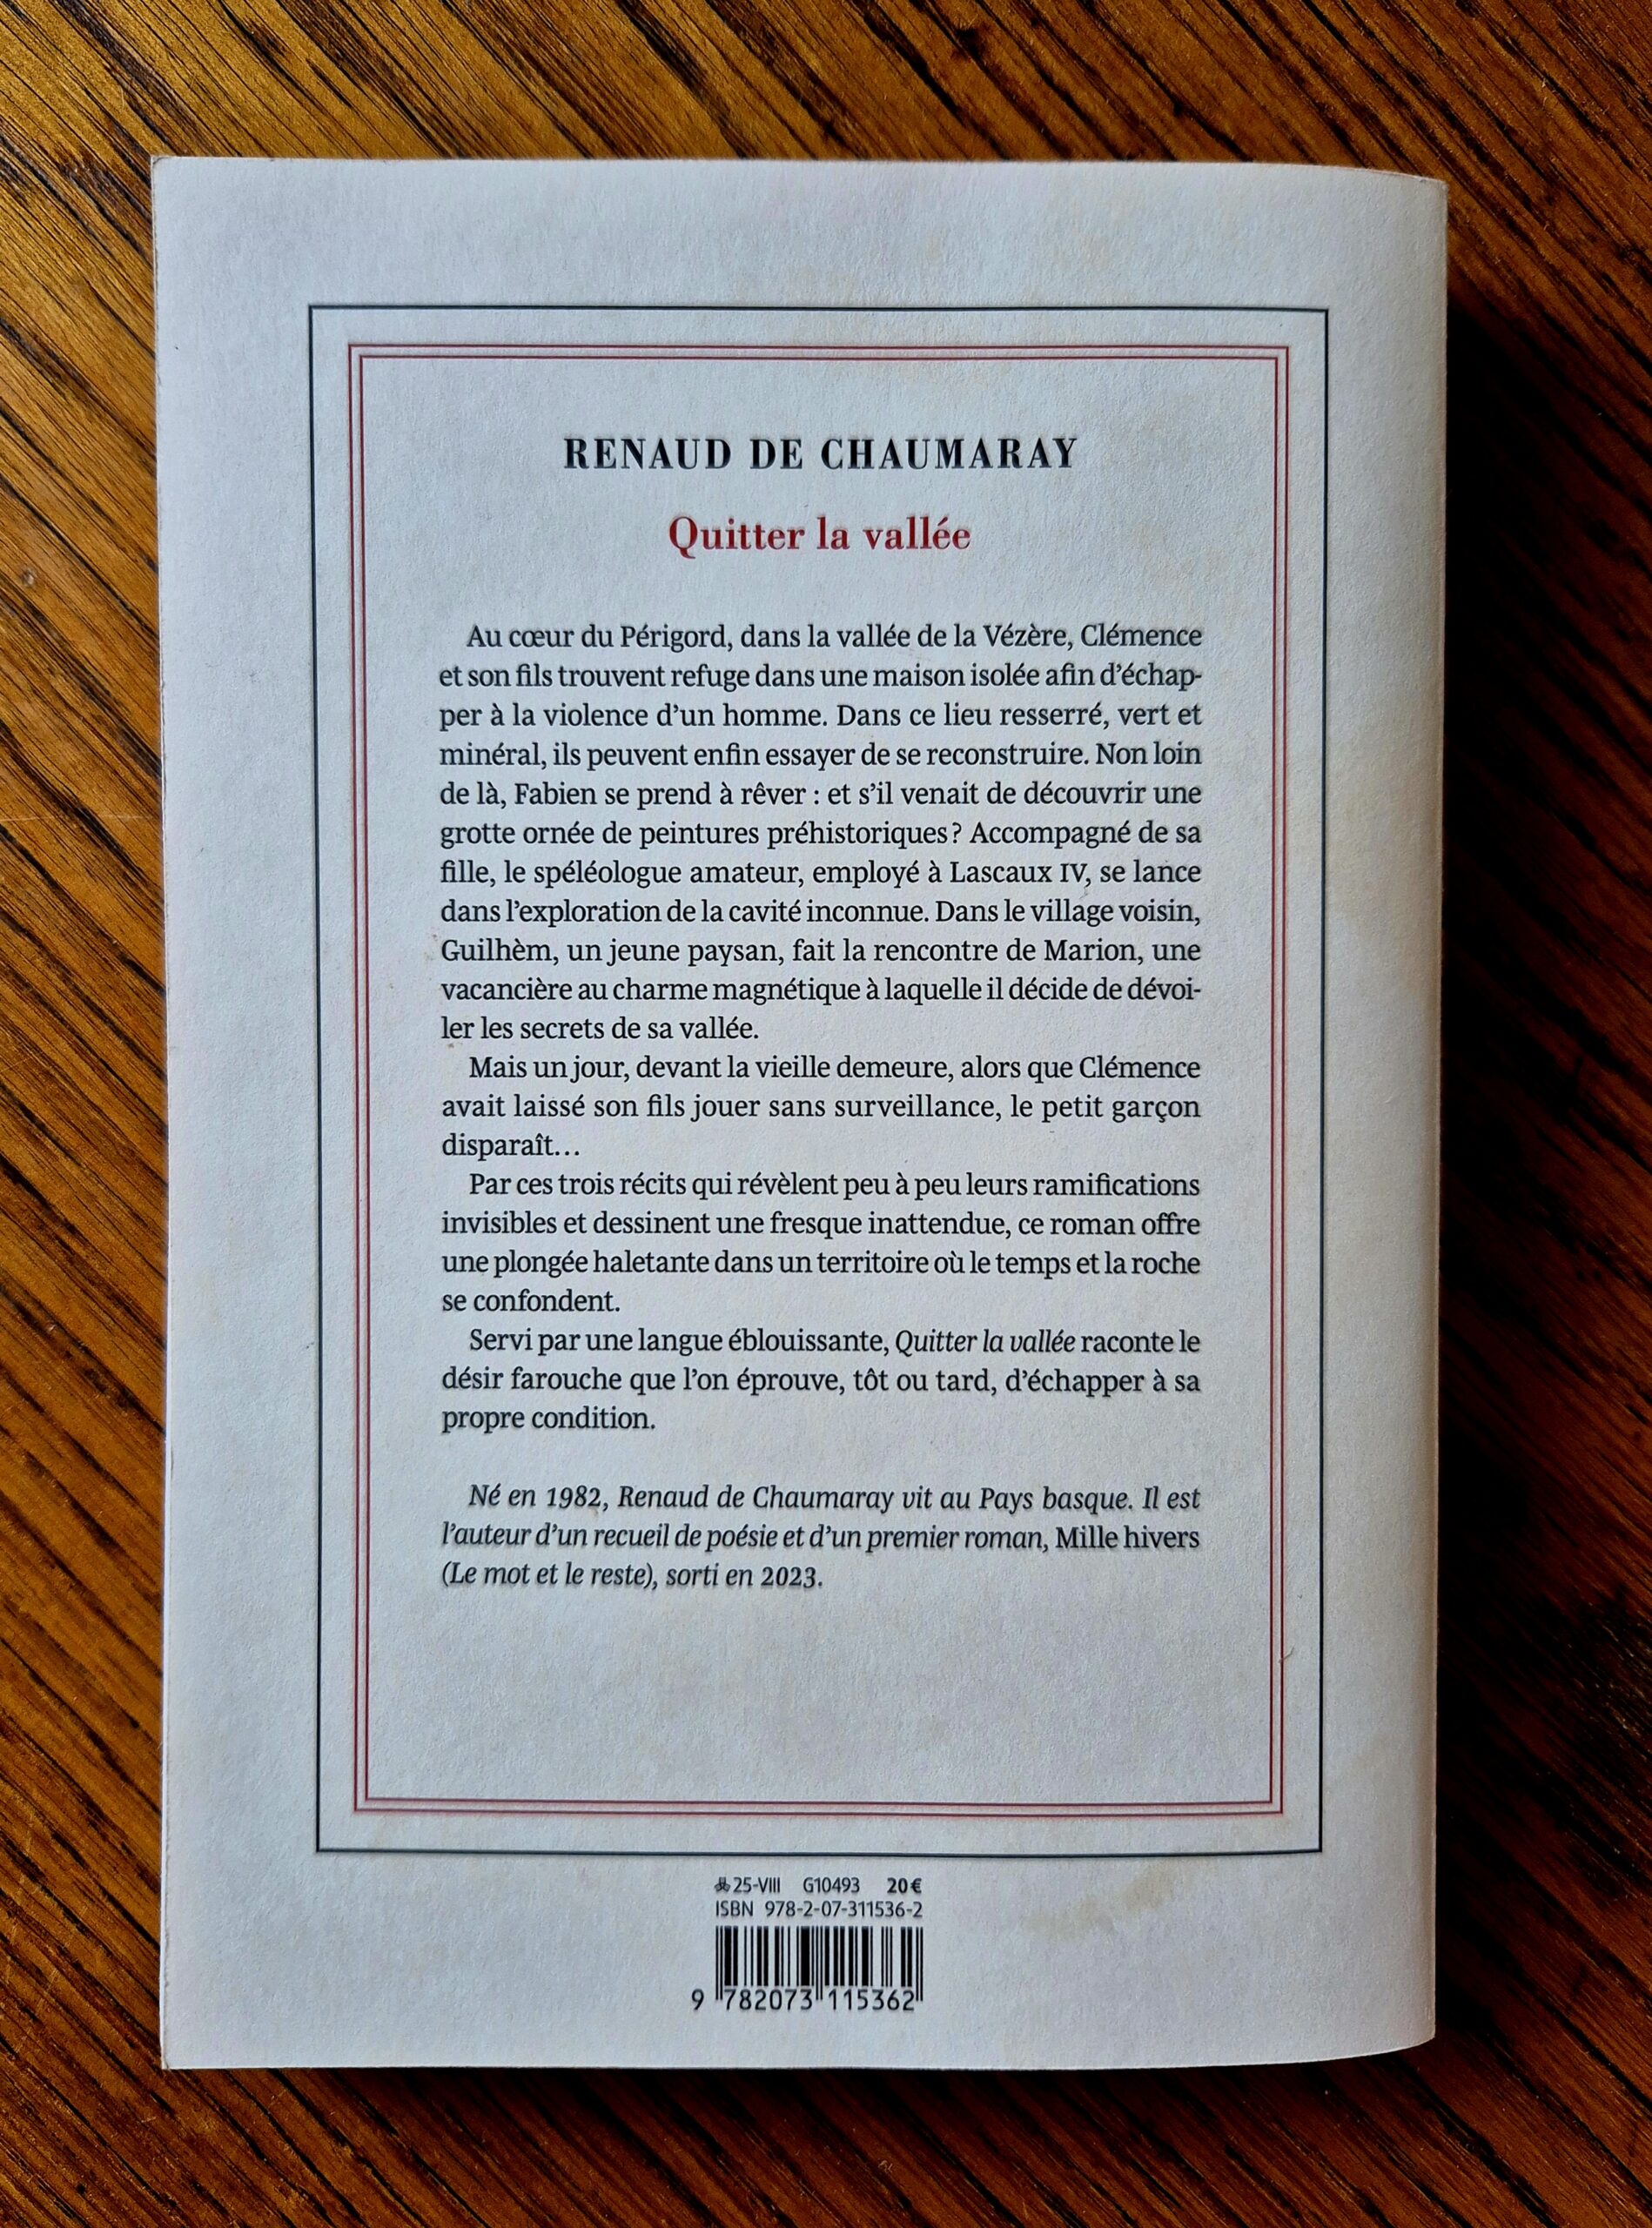 RENAUD DE CHAUMARAY
Quitter la vallée
Au cœur du Périgord, dans la vallée de la Vézère, Clémence
et son fils trouvent refuge dans une maison isolée afin d’échap-
per à la violence d’un homme. Dans ce lieu resserré, vert et
minéral, ils peuvent enfin essayer de se reconstruire. Non loin
de là, Fabien se prend à rêver : et s’il venait de découvrir une
grotte ornée de peintures préhistoriques ? Accompagné de sa
fille, le spéléologue amateur, employé à Lascaux IV, se lance
dans l’exploration de la cavité inconnue. Dans le village voisin,
Guilhèm, un jeune paysan, fait la rencontre de Marion, une
vacancière au charme magnétique à laquelle il décide de dévoi-
ler les secrets de sa vallée.
Mais un jour, devant la vieille demeure, alors que Clémence
avait laissé son fils jouer sans surveillance, le petit garçon
disparaît…
Par ces trois récits qui révèlent peu à peu leurs ramifications
invisibles et dessinent une fresque inattendue, ce roman offre
une plongée haletante dans un territoire où le temps et la roche
se confondent.
Servi par une langue éblouissante, Quitter la vallée raconte le
désir farouche que l’on éprouve, tôt ou tard, d’échapper à sa
propre condition.
Né en 1982, Renaud de Chaumaray vit au Pays basque. Il est
l’auteur d’un recueil de poésie et d’un premier roman, Mille hivers
(Le mot et le reste), sorti en 2023.
25-VIII G10493 20 €
ISBN 978-2-07-311536-2
9 782073 115362